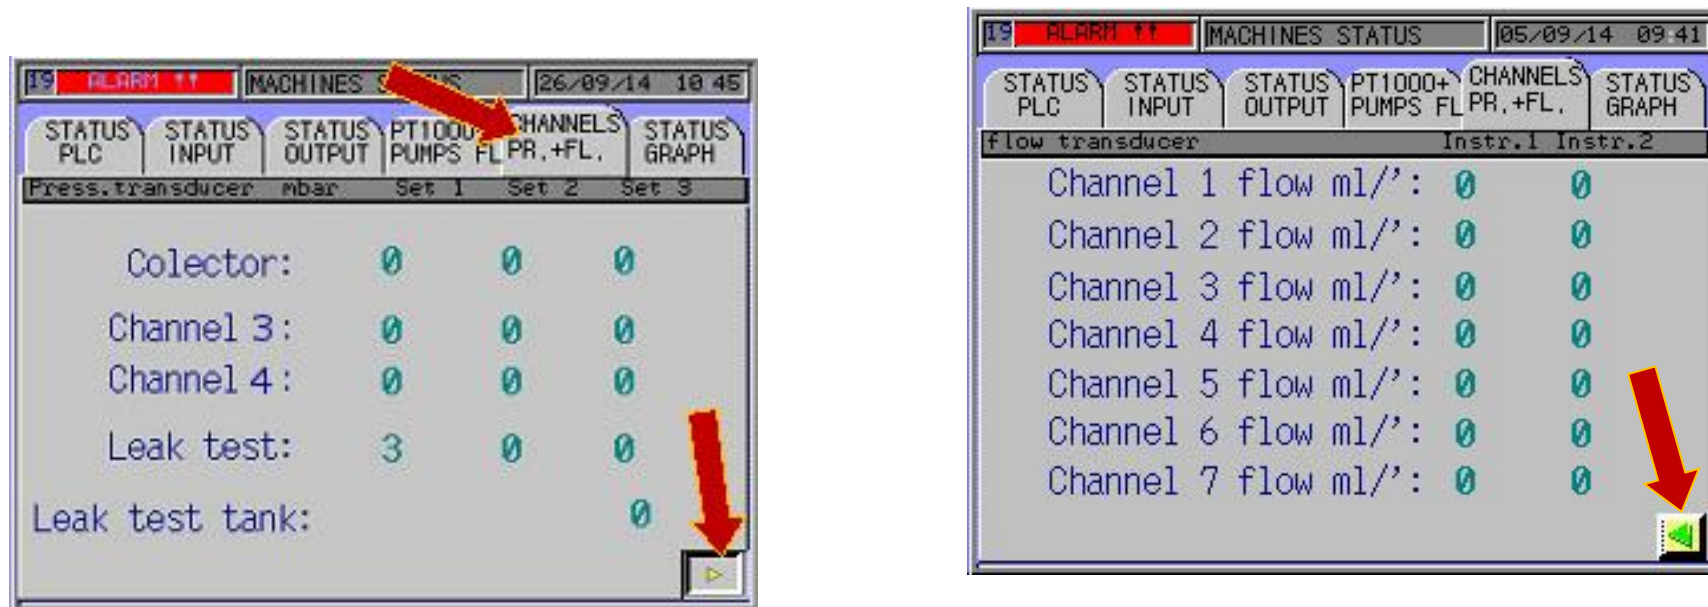 19 ALARM !! MACHINES STATUS 26/09/14 10 45
STATUS PLC STATUS INPUT STATUS OUTPUT PT1000+ PUMPS FL CHANNELS PR.+FL. STATUS GRAPH
Press.transducer mbar Set 1 Set 2 Set 3
Colector: 0 0 0
Channel 3: 0 0 0
Channel 4: 0 0 0
Leak test: 3 0 0
Leak test tank: 0
19 ALARM !! MACHINES STATUS 05/09/14 09:41
STATUS PLC STATUS INPUT STATUS OUTPUT PT1000+ PUMPS FL CHANNELS PR.+FL. STATUS GRAPH
flow transducer Instr.1 Instr.2
Channel 1 flow ml/': 0 0
Channel 2 flow ml/': 0 0
Channel 3 flow ml/': 0 0
Channel 4 flow ml/': 0 0
Channel 5 flow ml/': 0 0
Channel 6 flow ml/': 0 0
Channel 7 flow ml/': 0 0